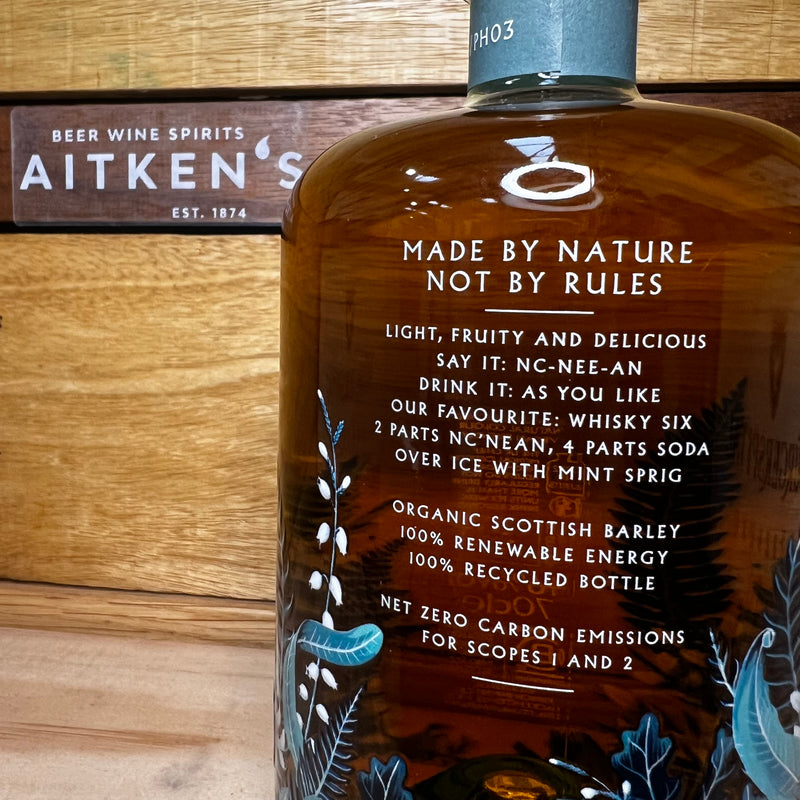 PH03
BEER WINE SPIRITS
AITKEN'S
EST. 1874
MADE BY NATURE
NOT BY RULES
LIGHT, FRUITY AND DELICIOUS
SAY IT: NC-NEE-AN
DRINK IT: AS YOU LIKE
OUR FAVOURITE: WHISKY SIX
2 PARTS NC'NEAN, 4 PARTS SODA
OVER ICE WITH MINT SPRIG
ORGANIC SCOTTISH BARLEY
100% RENEWABLE ENERGY
100% RECYCLED BOTTLE
NET ZERO CARBON EMISSIONS
FOR SCOPES 1 AND 2
70cle